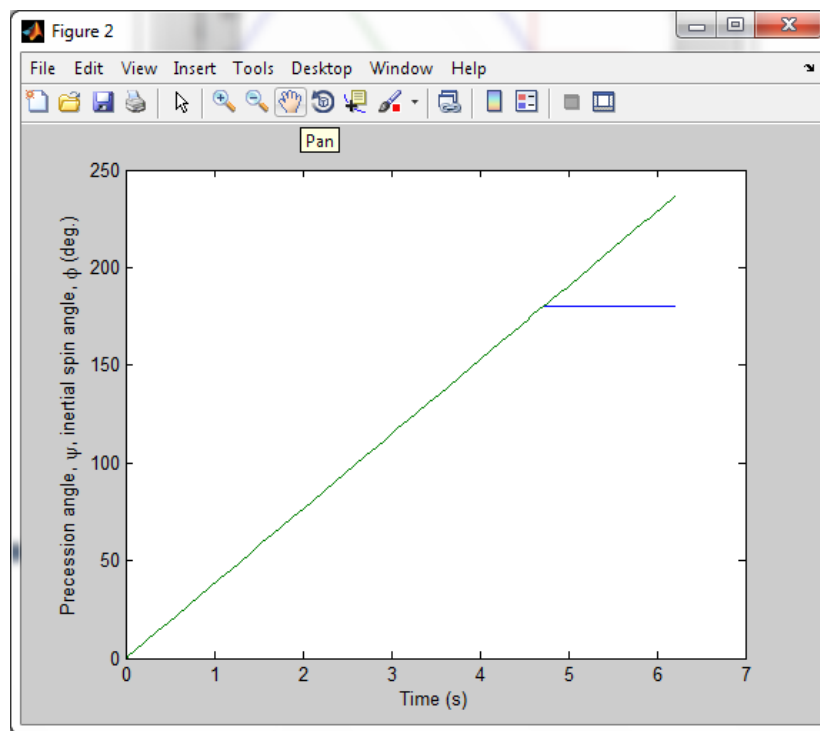 Figure 2
File Edit View Insert Tools Desktop Window Help
Pan
Precession angle, ψ, inertial spin angle, ϕ (deg.)
250
200
150
100
50
0
0 1 2 3 4 5 6 7
Time (s)